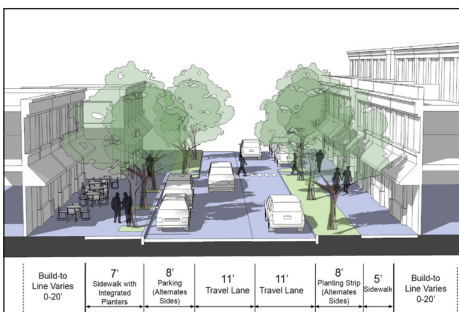 Build-to
Line Varies
0-20'
7'
Sidewalk with
Integrated
Planters
8'
Parking
(Alternates
Sides)
11'
Travel Lane
11'
Travel Lane
8'
Planting Strip
(Alternates
Sides)
5'
Sidewalk
Build-to
Line Varies
0-20'